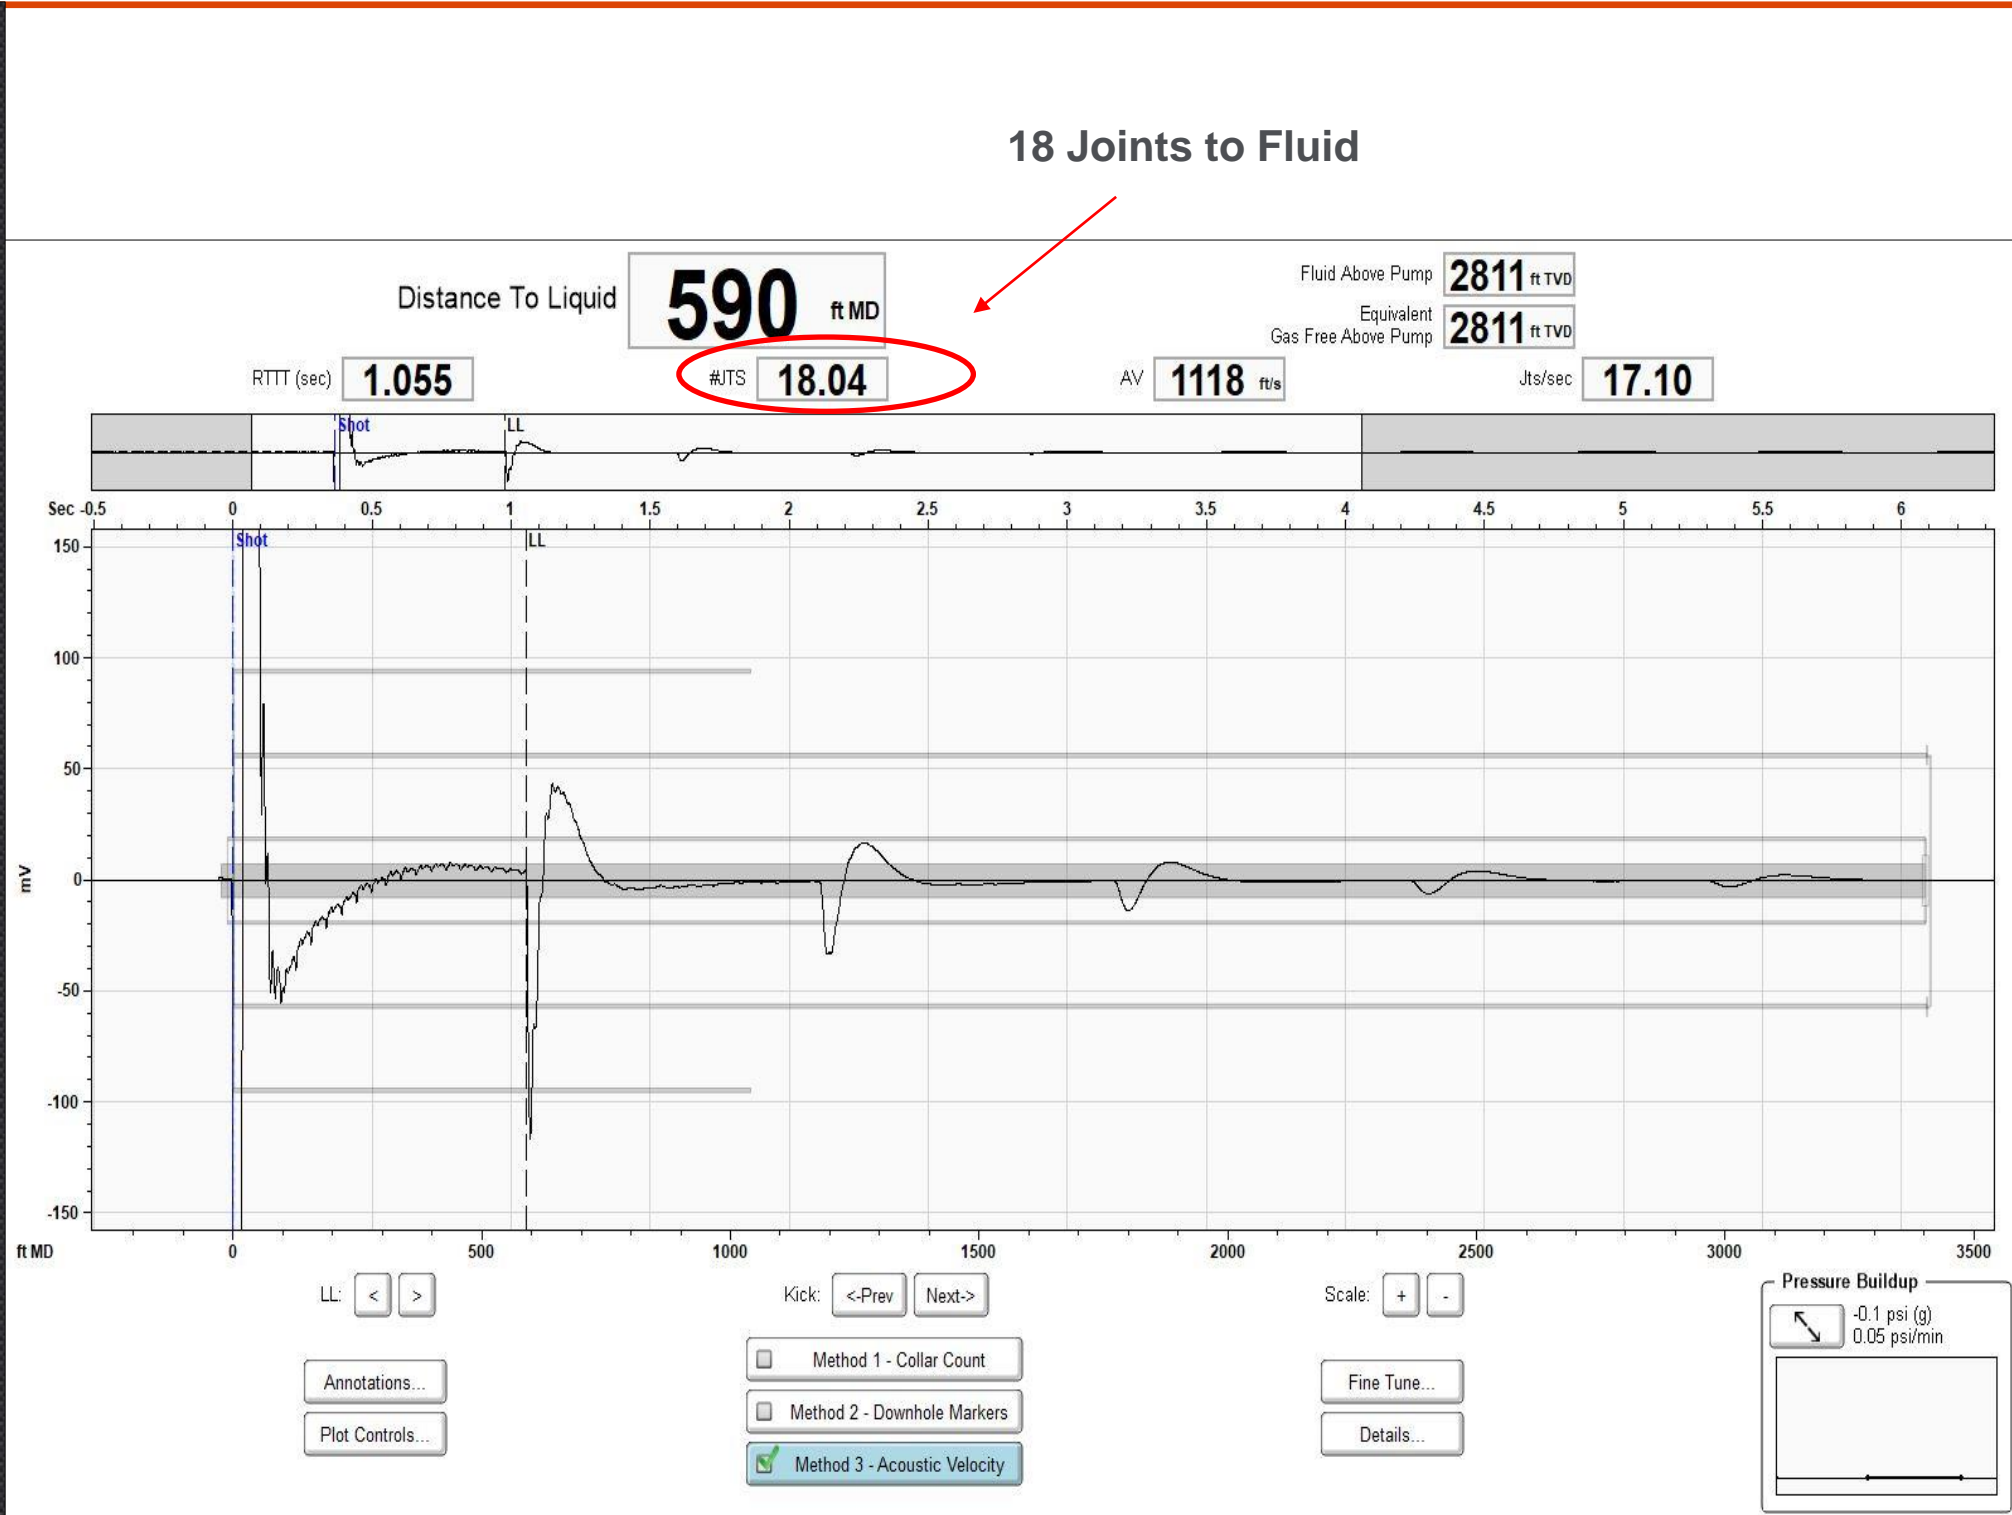 18 Joints to Fluid
Distance To Liquid 590 ft MD
Fluid Above Pump 2811 ft TVD
Equivalent
Gas Free Above Pump 2811 ft TVD
RTTT (sec) 1.055 #JTS 18.04 AV 1118 ft/s Jts/sec 17.10
Shot LL
Sec -0.5 0 0.5 1 1.5 2 2.5 3 3.5 4 4.5 5 5.5 6
Shot LL
150
100
50
0
mV
-50
-100
-150
ft MD 0 500 1000 1500 2000 2500 3000 3500
LL: < > Kick: <-Prev Next-> Scale: + -
Pressure Buildup
-0.1 psi (g)
0.05 psi/min
Method 1 - Collar Count
Annotations... Method 2 - Downhole Markers Fine Tune...
Plot Controls... Method 3 - Acoustic Velocity Details...